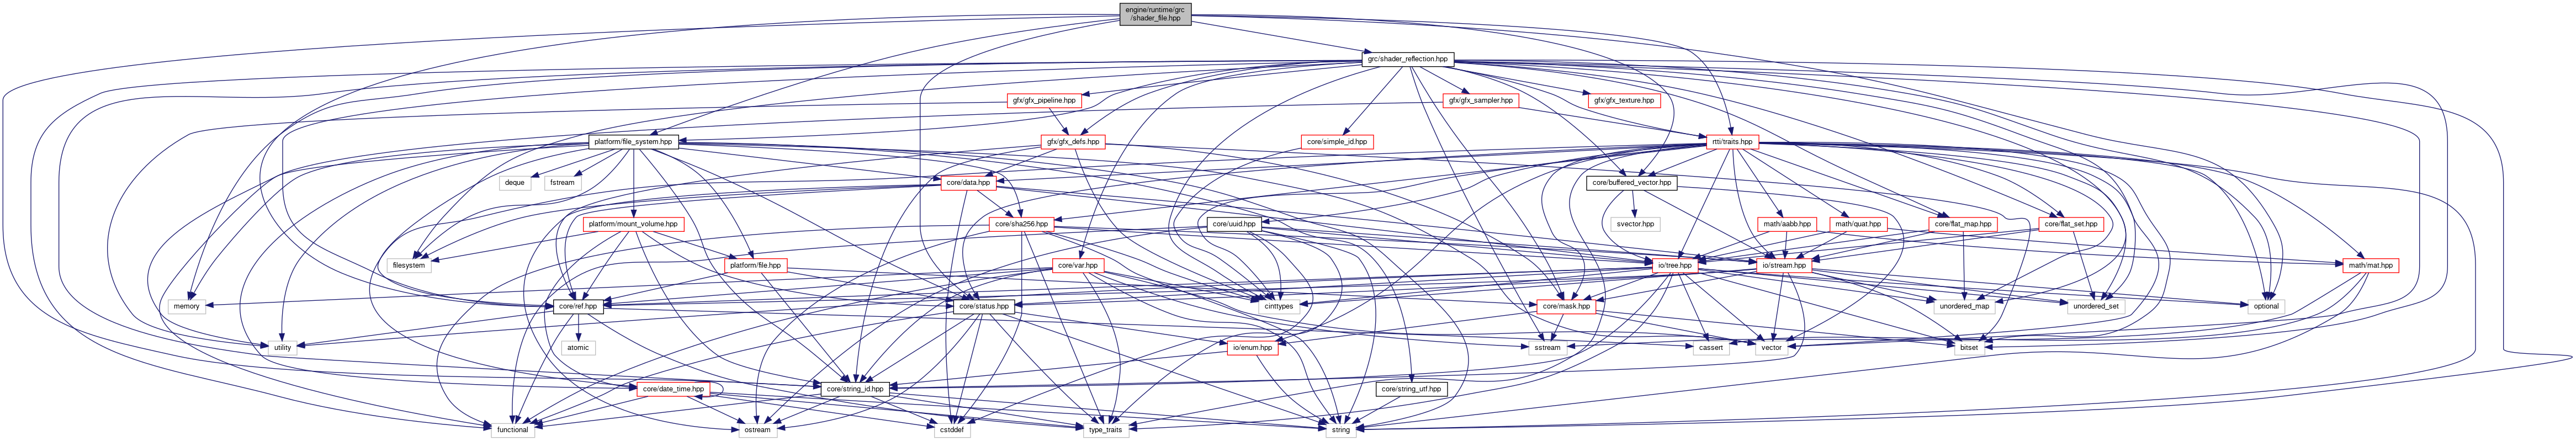 engine/runtime/grc
/shader_file.hpp
grc/shader_reflection.hpp
gfx/gfx_pipeline.hpp
gfx/gfx_sampler.hpp
gfx/gfx_texture.hpp
platform/file_system.hpp
gfx/gfx_defs.hpp
core/simple_id.hpp
rtti/traits.hpp
deque
fstream
core/data.hpp
core/buffered_vector.hpp
platform/mount_volume.hpp
core/sha256.hpp
core/uuid.hpp
svector.hpp
math/aabb.hpp
math/quat.hpp
core/flat_map.hpp
core/flat_set.hpp
filesystem
platform/file.hpp
core/var.hpp
io/tree.hpp
io/stream.hpp
math/mat.hpp
memory
core/ref.hpp
core/status.hpp
cinttypes
core/mask.hpp
unordered_map
unordered_set
optional
utility
atomic
io/enum.hpp
sstream
cassert
vector
bitset
core/date_time.hpp
core/string_id.hpp
core/string_utf.hpp
functional
ostream
cstddef
type_traits
string